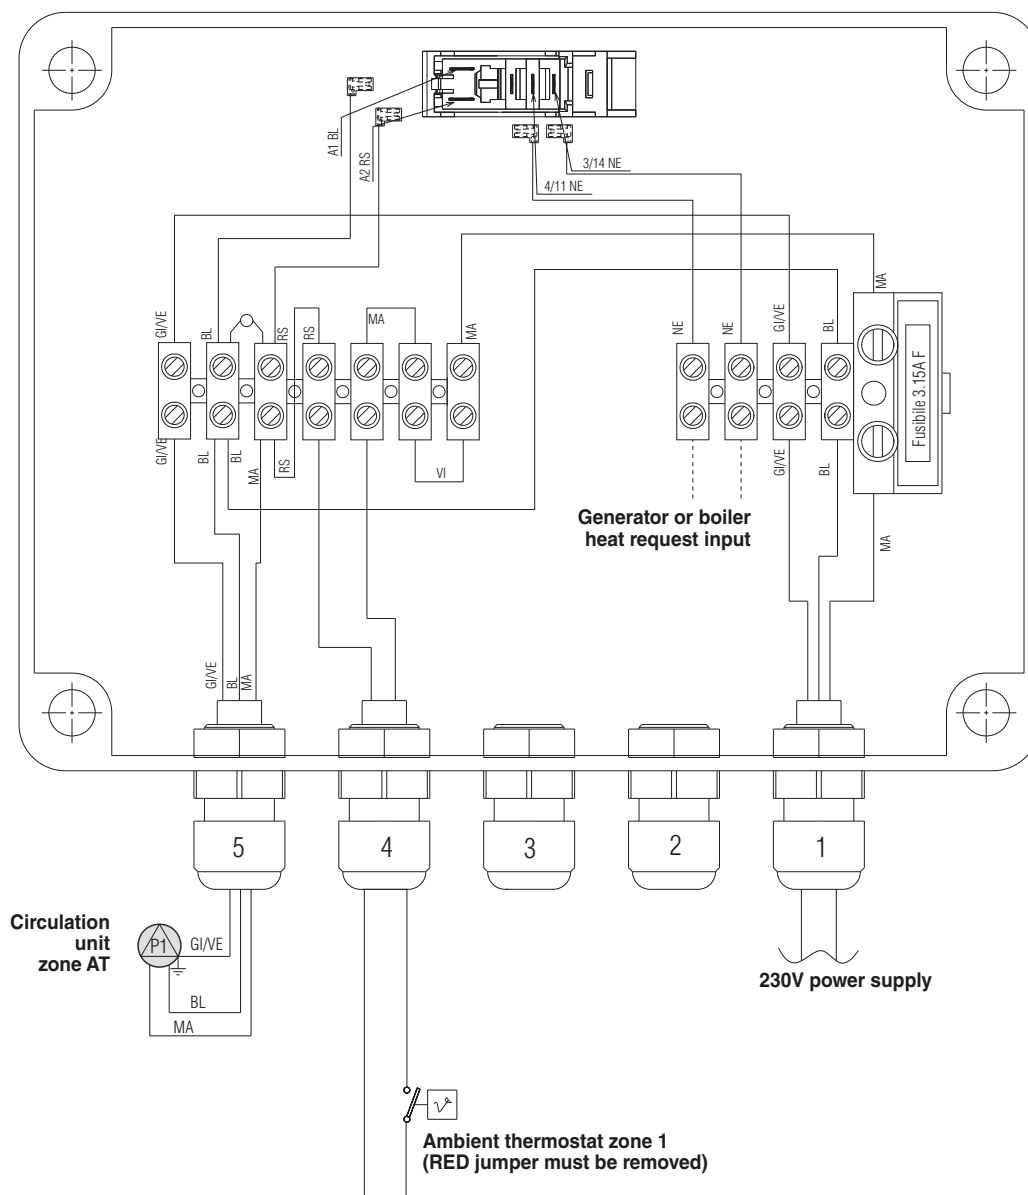 A1 BL
A2 RS
3/14 NE
4/11 NE
GI/VE
BL
RS
RS
MA
MA
NE
NE
GI/VE
BL
MA
Fusibile 3.15A F
GI/VE
BL
BL
MA
RS
VI
GI/VE
BL
MA
Generator or boiler
heat request input
GI/VE
BL
MA
5
4
3
2
1
Circulation
unit
zone AT
P1
GI/VE
BL
MA
230V power supply
Ambient thermostat zone 1
(RED jumper must be removed)